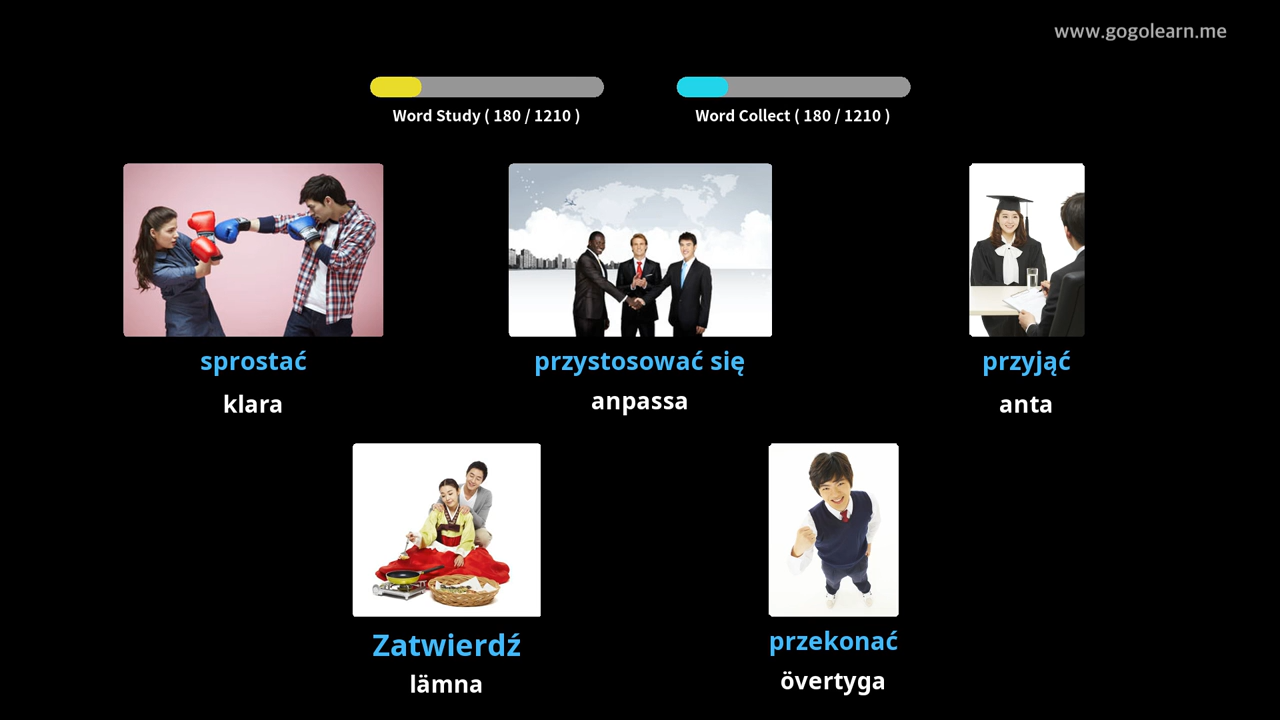 www.gogolearn.me
Word Study ( 180 / 1210 )
Word Collect ( 180 / 1210 )
sprostać
przystosować się
przyjąć
klara
anpassa
anta
Zatwierdź
przekonać
lämna
övertyga